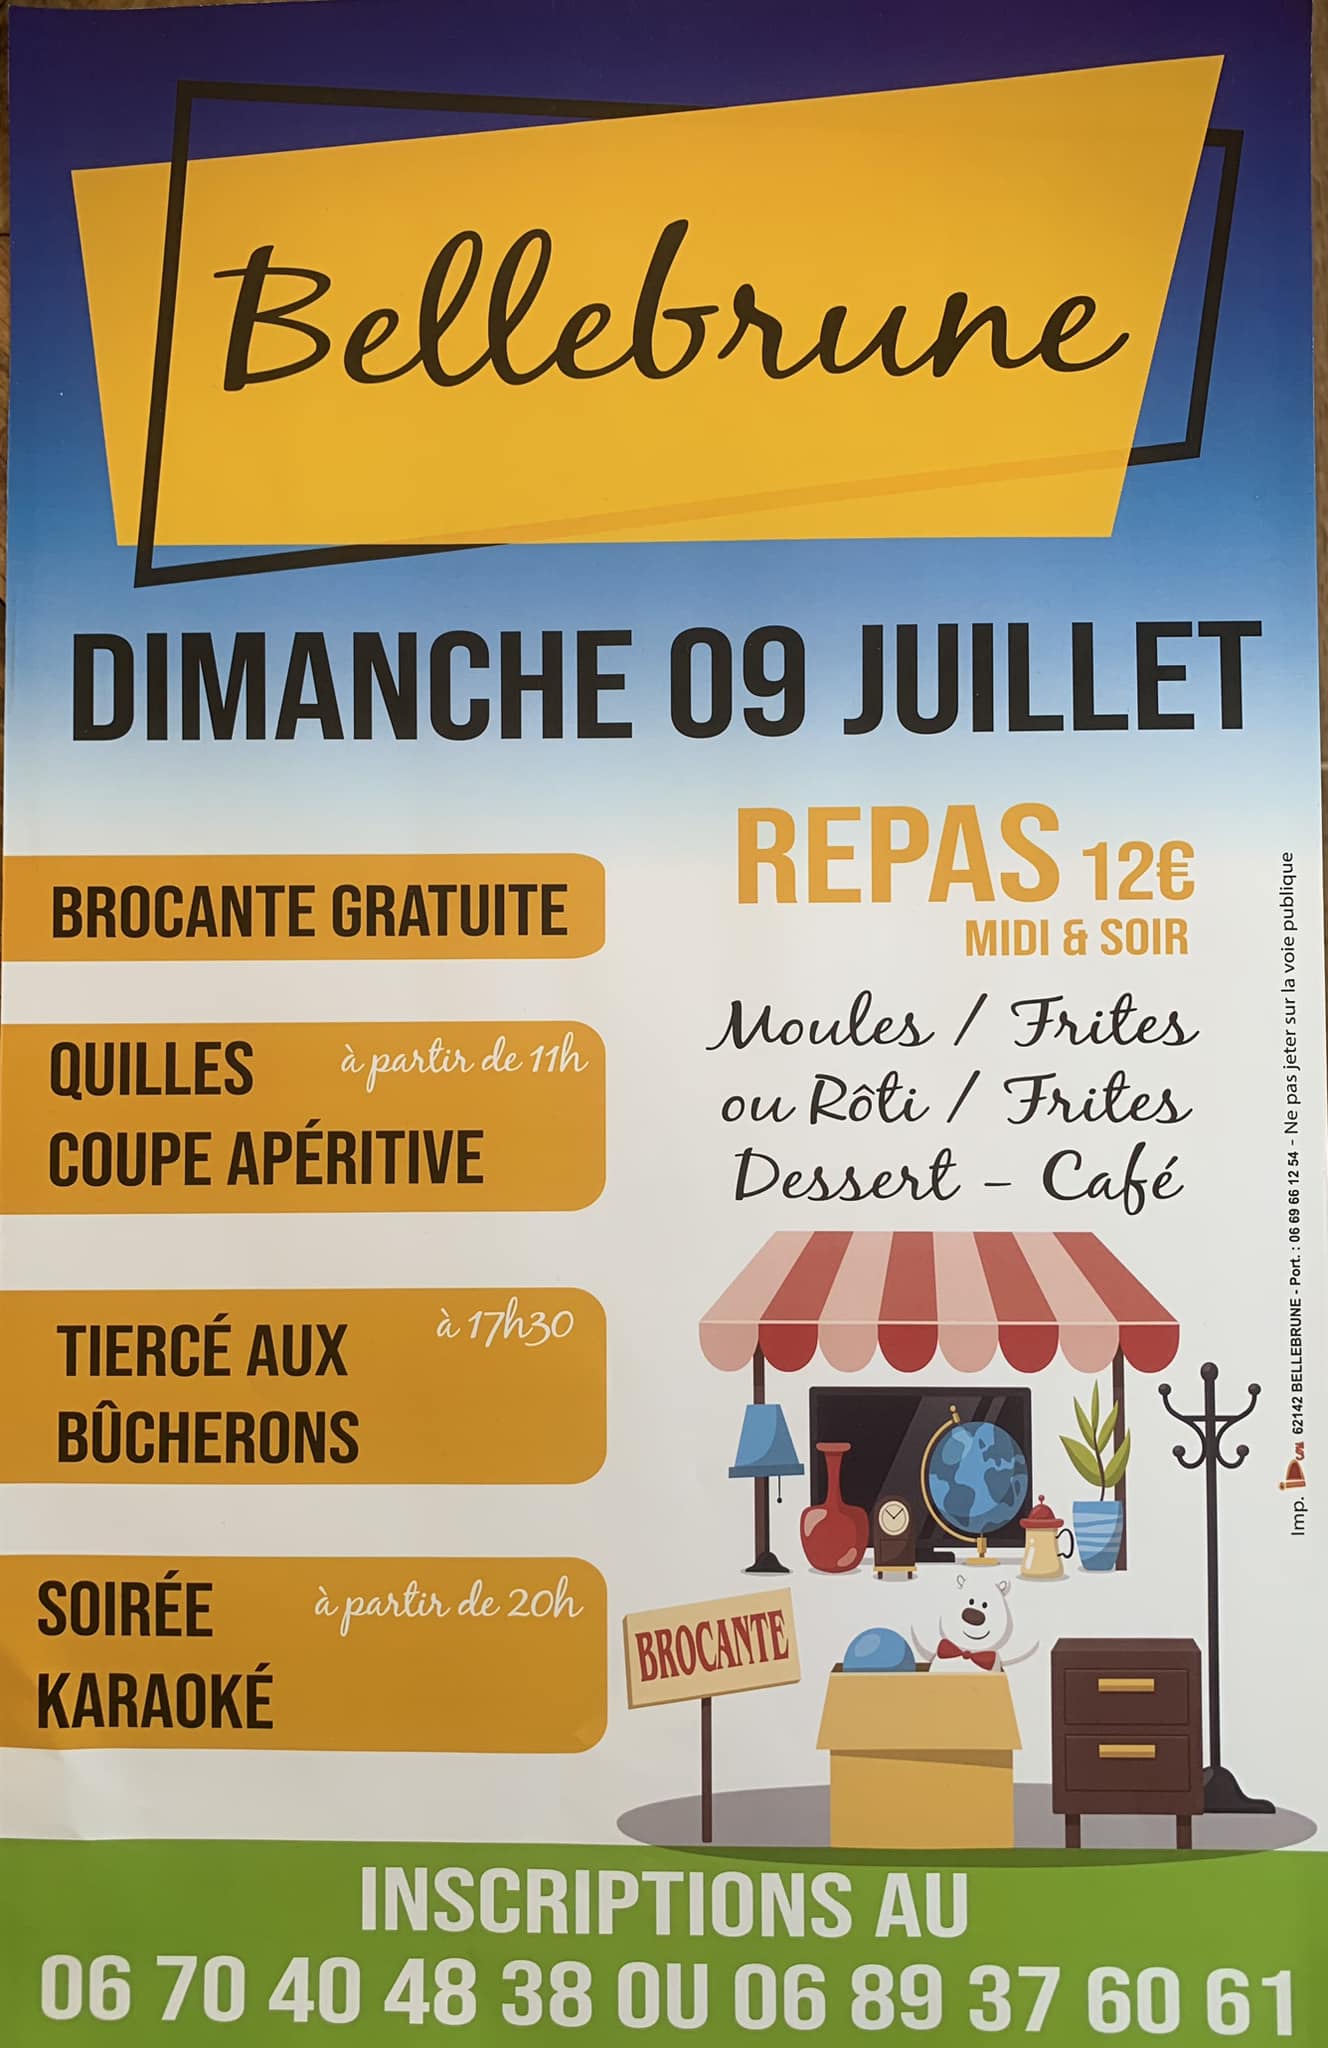 Bellebrune
DIMANCHE 09 JUILLET
BROCANTE GRATUITE
QUILLES à partir de 11h
COUPE APÉRITIVE
TIERCÉ AUX à 17h30
BÛCHERONS
SOIRÉE à partir de 20h
KARAOKÉ
REPAS 12€
MIDI & SOIR
Moules / Frites
ou Rôti / Frites
Dessert - Café
BROCANTE
Imp. 62142 BELLEBRUNE - Port. : 06 69 66 12 54 - Ne pas jeter sur la voie publique
INSCRIPTIONS AU
06 70 40 48 38 OU 06 89 37 60 61